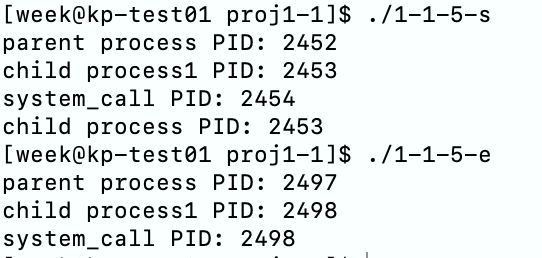 [week@kp-test01 proj1-1]$ ./1-1-5-s
parent process PID: 2452
child process1 PID: 2453
system_call PID: 2454
child process PID: 2453
[week@kp-test01 proj1-1]$ ./1-1-5-e
parent process PID: 2497
child process1 PID: 2498
system_call PID: 2498